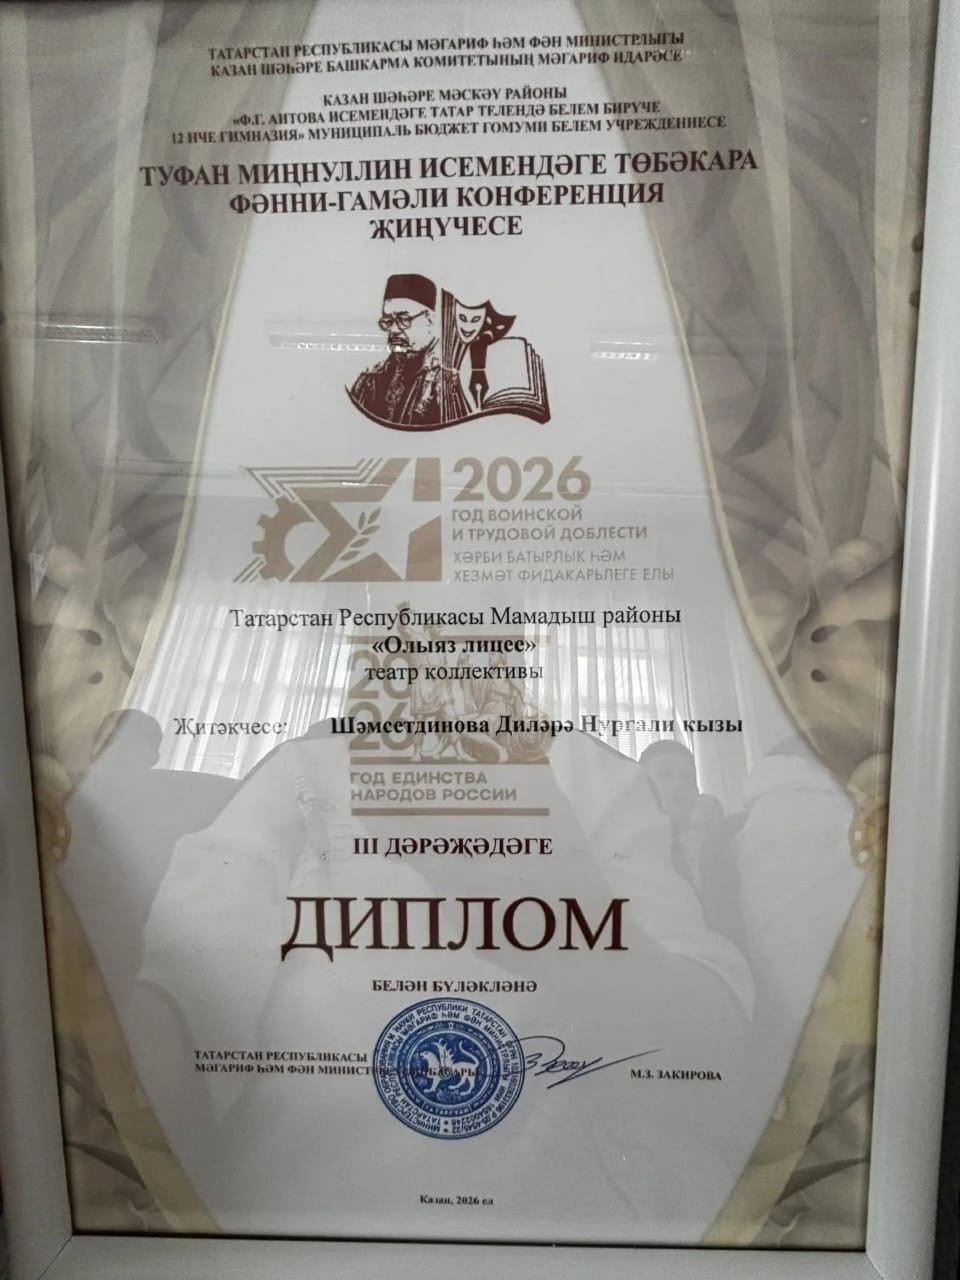 ТАТАРСТАН РЕСПУБЛИКАСЫ МӘГАРИФ ҺӘМ ФӘН МИНИСТРЛЫГЫ
КАЗАН ШӘҺӘРЕ БАШКАРМА КОМИТЕТЫНЫҢ МӘГАРИФ ИДАРӘСЕ
КАЗАН ШӘҺӘРЕ МӘСКӘҮ РАЙОНЫ
«Ф.Г. АИТОВА ИСЕМЕНДӘГЕ ТАТАР ТЕЛЕНДӘ БЕЛЕМ БИРҮЧЕ
12 НЧЕ ГИМНАЗИЯ» МУНИЦИПАЛЬ БЮДЖЕТ ГОМУМИ БЕЛЕМ УЧРЕЖДЕНИЕСЕ
ТУФАН МИҢНУЛЛИН ИСЕМЕНДӘГЕ ТӨБӘКАРА
ФӘННИ-ГАМӘЛИ КОНФЕРЕНЦИЯ
ҖИҢҮЧЕСЕ
2026
ГОД ВОИНСКОЙ
И ТРУДОВОЙ ДОБЛЕСТИ
ХӘРБИ БАТЫРЛЫК ҺӘМ
ХЕЗМӘТ ФИДАКАРЬЛЕГЕ ЕЛЫ
Татарстан Республикасы Мамадыш районы
«Олыяз лицее»
театр коллективы
2026
Җитәкчесе: Шәмсетдинова Диләрә Нургали кызы
ГОД ЕДИНСТВА
НАРОДОВ РОССИИ
III ДӘРӘҖӘДӘГЕ
ДИПЛОМ
БЕЛӘН БҮЛӘКЛӘНӘ
ТАТАРСТАН РЕСПУБЛИКАСЫ
МӘГАРИФ ҺӘМ ФӘН
М.З. ЗАКИРОВА
Казан, 2026 ел